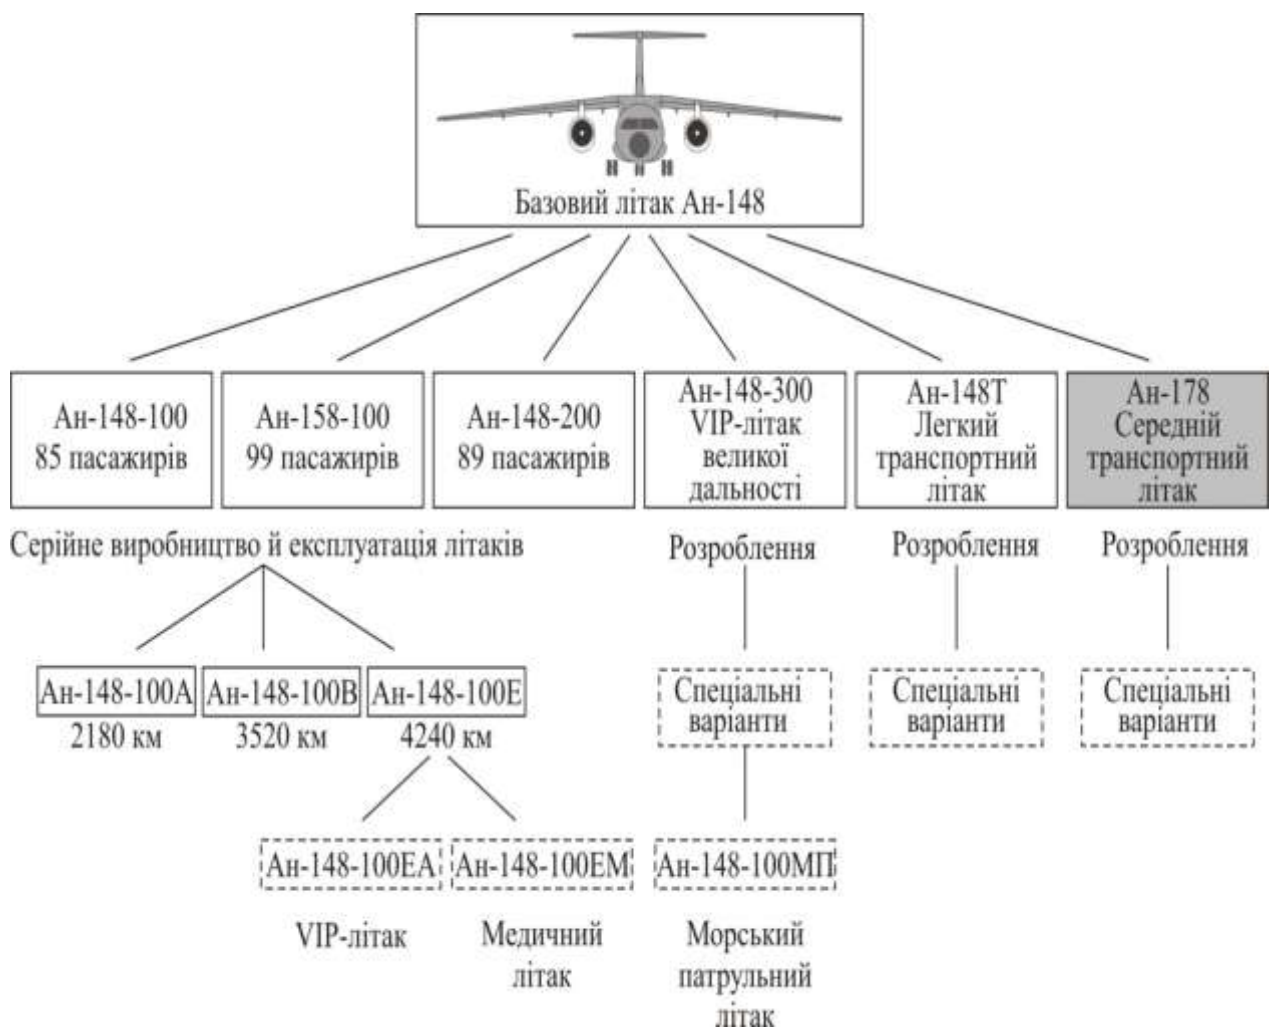 Базовий літак Ан-148
Ан-148-100
85 пасажирів
Ан-158-100
99 пасажирів
Ан-148-200
89 пасажирів
Ан-148-300
VIP-літак
великої
дальності
Ан-148Т
Легкий
транспортний
літак
Ан-178
Середній
транспортний
літак
Серійне виробництво й експлуатація літаків
Розроблення
Розроблення
Розроблення
Ан-148-100А
2180 км
Ан-148-100В
3520 км
Ан-148-100Е
4240 км
Спеціальні
варіанти
Спеціальні
варіанти
Спеціальні
варіанти
Ан-148-100ЕА
VIP-літак
Ан-148-100ЕМ
Медичний
літак
Ан-148-100МП
Морський
патрульний
літак